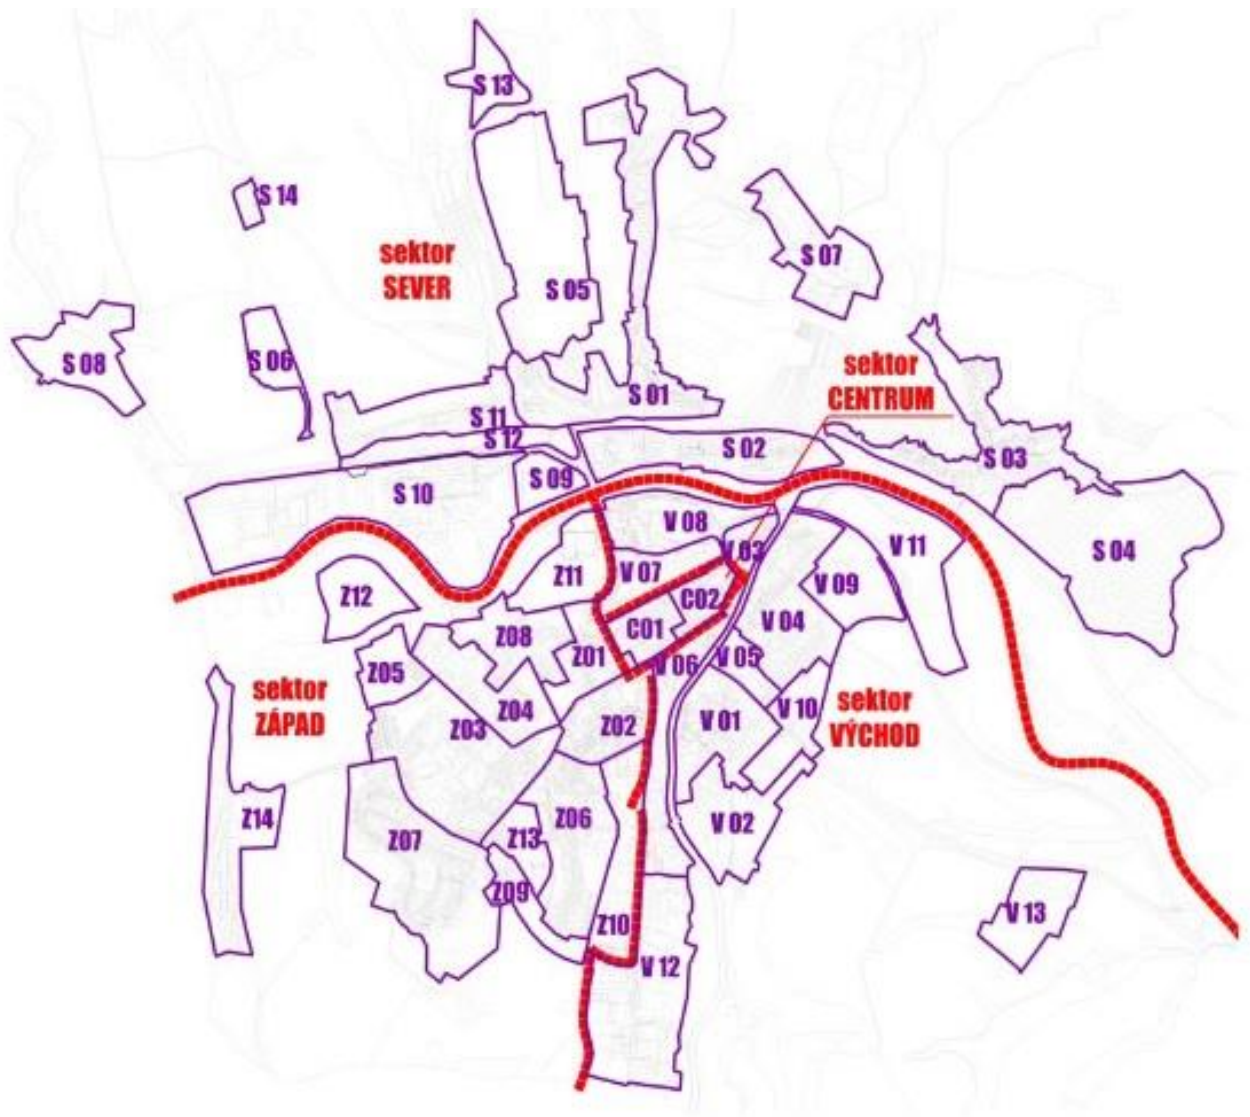 S 13
S 14
sektor
SEVER
S 07
S 05
S 08
S 06
sektor
CENTRUM
S 01
S 11
S 12
S 02
S 03
S 09
S 10
V 08
V 03
V 11
S 04
Z11
V 07
V 09
Z12
C02
C01
V 04
Z08
Z01
V 06
V 05
Z05
sektor
ZÁPAD
Z04
Z03
Z02
V 01
V 10
sektor
VÝCHOD
Z14
Z07
Z13
Z06
V 02
Z09
Z10
V 13
V 12